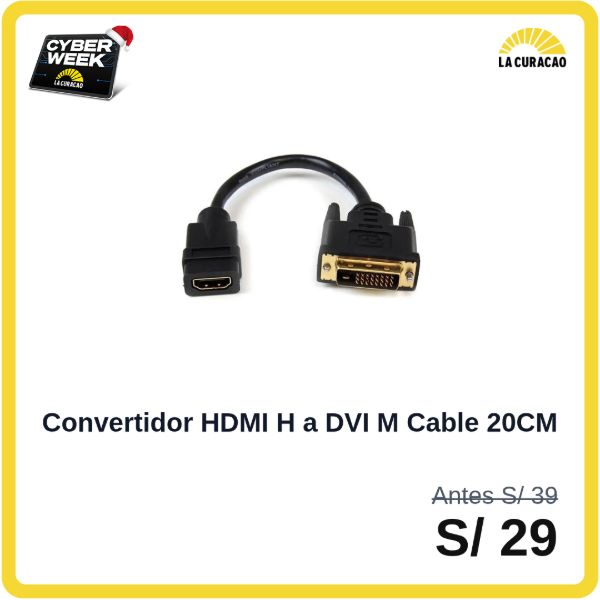 CYBER
WEEK
LA CURACAO
LA CURACAO
Convertidor HDMI H a DVI M Cable 20CM
Antes S/ 39
S/ 29